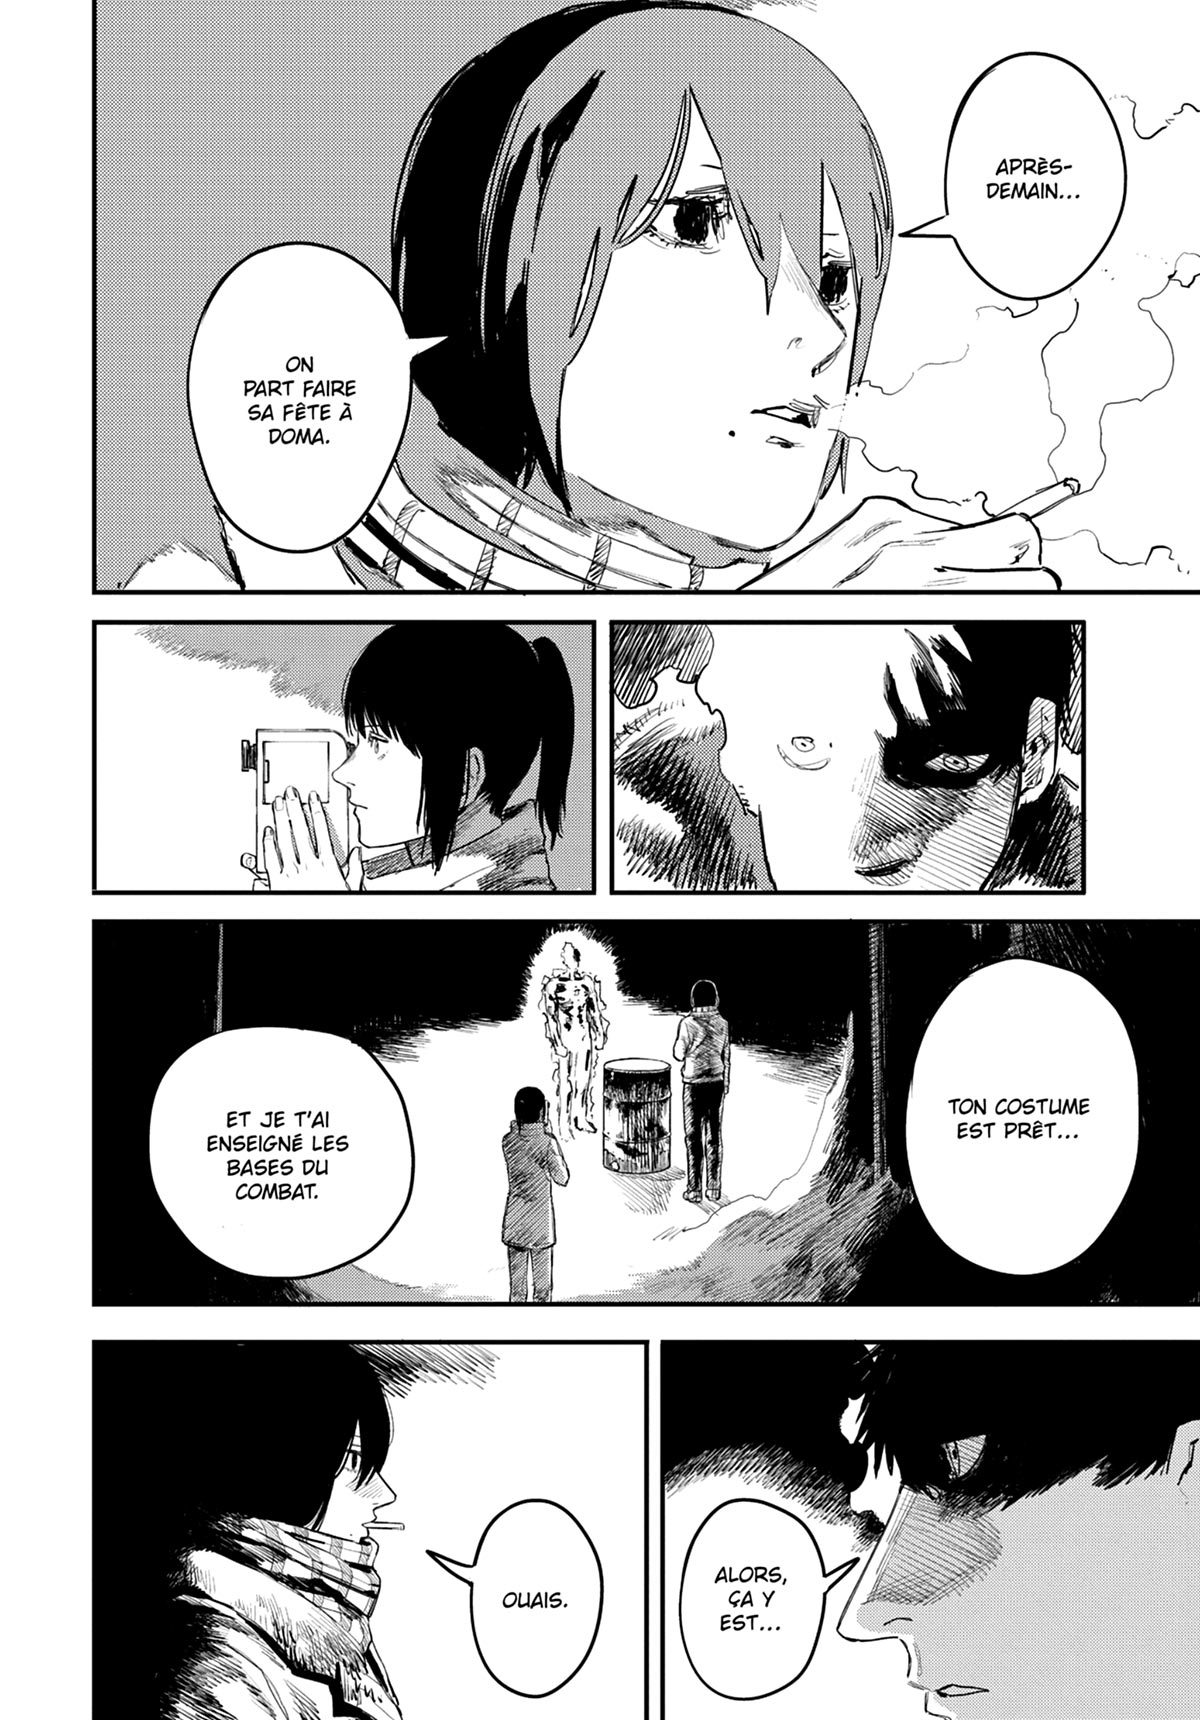 APRÈS-
DEMAIN...
ON
PART FAIRE
SA FÊTE À
DOMA.
TON COSTUME
EST PRÊT...
ET JE T'AI
ENSEIGNÉ LES
BASES DU
COMBAT.
ALORS,
ÇA Y
EST...
OUAIS.